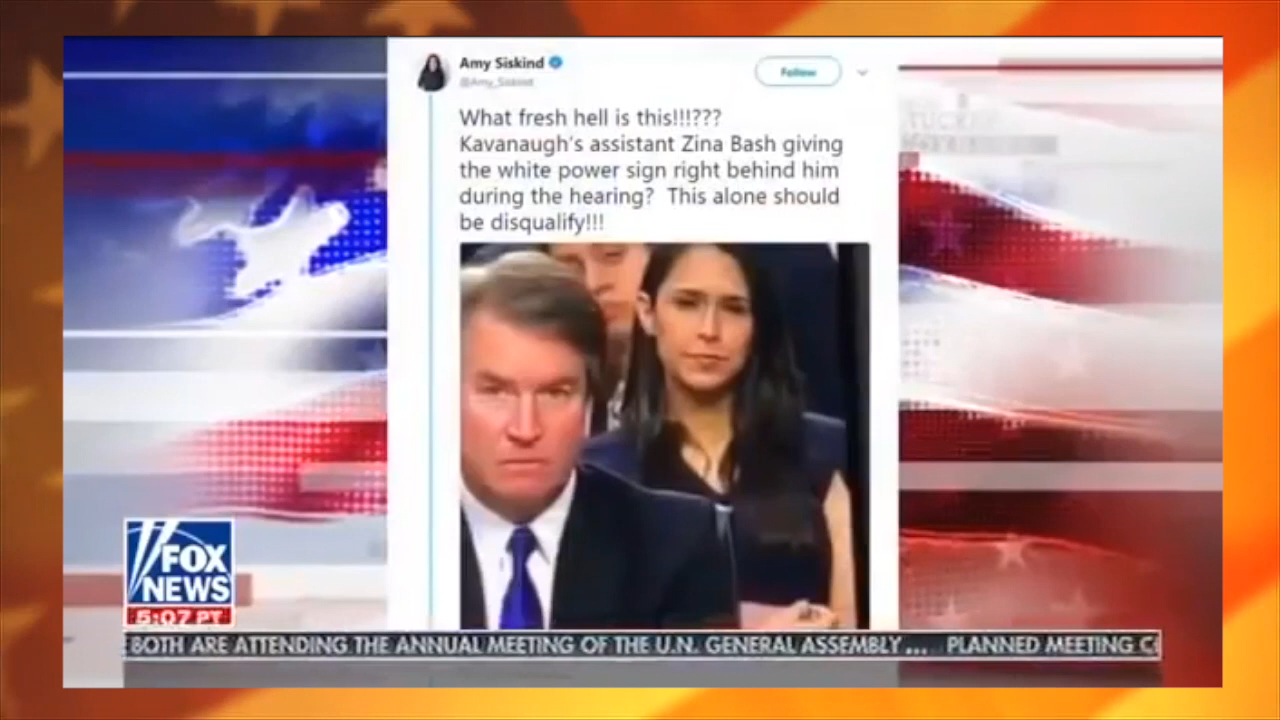 Amy Siskind
@Amy_Siskind
Follow
What fresh hell is this!!!???
Kavanaugh's assistant Zina Bash giving
the white power sign right behind him
during the hearing?  This alone should
be disqualify!!!
TUCKER
FOX
NEWS
5:07 PT
BOTH ARE ATTENDING THE ANNUAL MEETING OF THE U.N. GENERAL ASSEMBLY... PLANNED MEETING